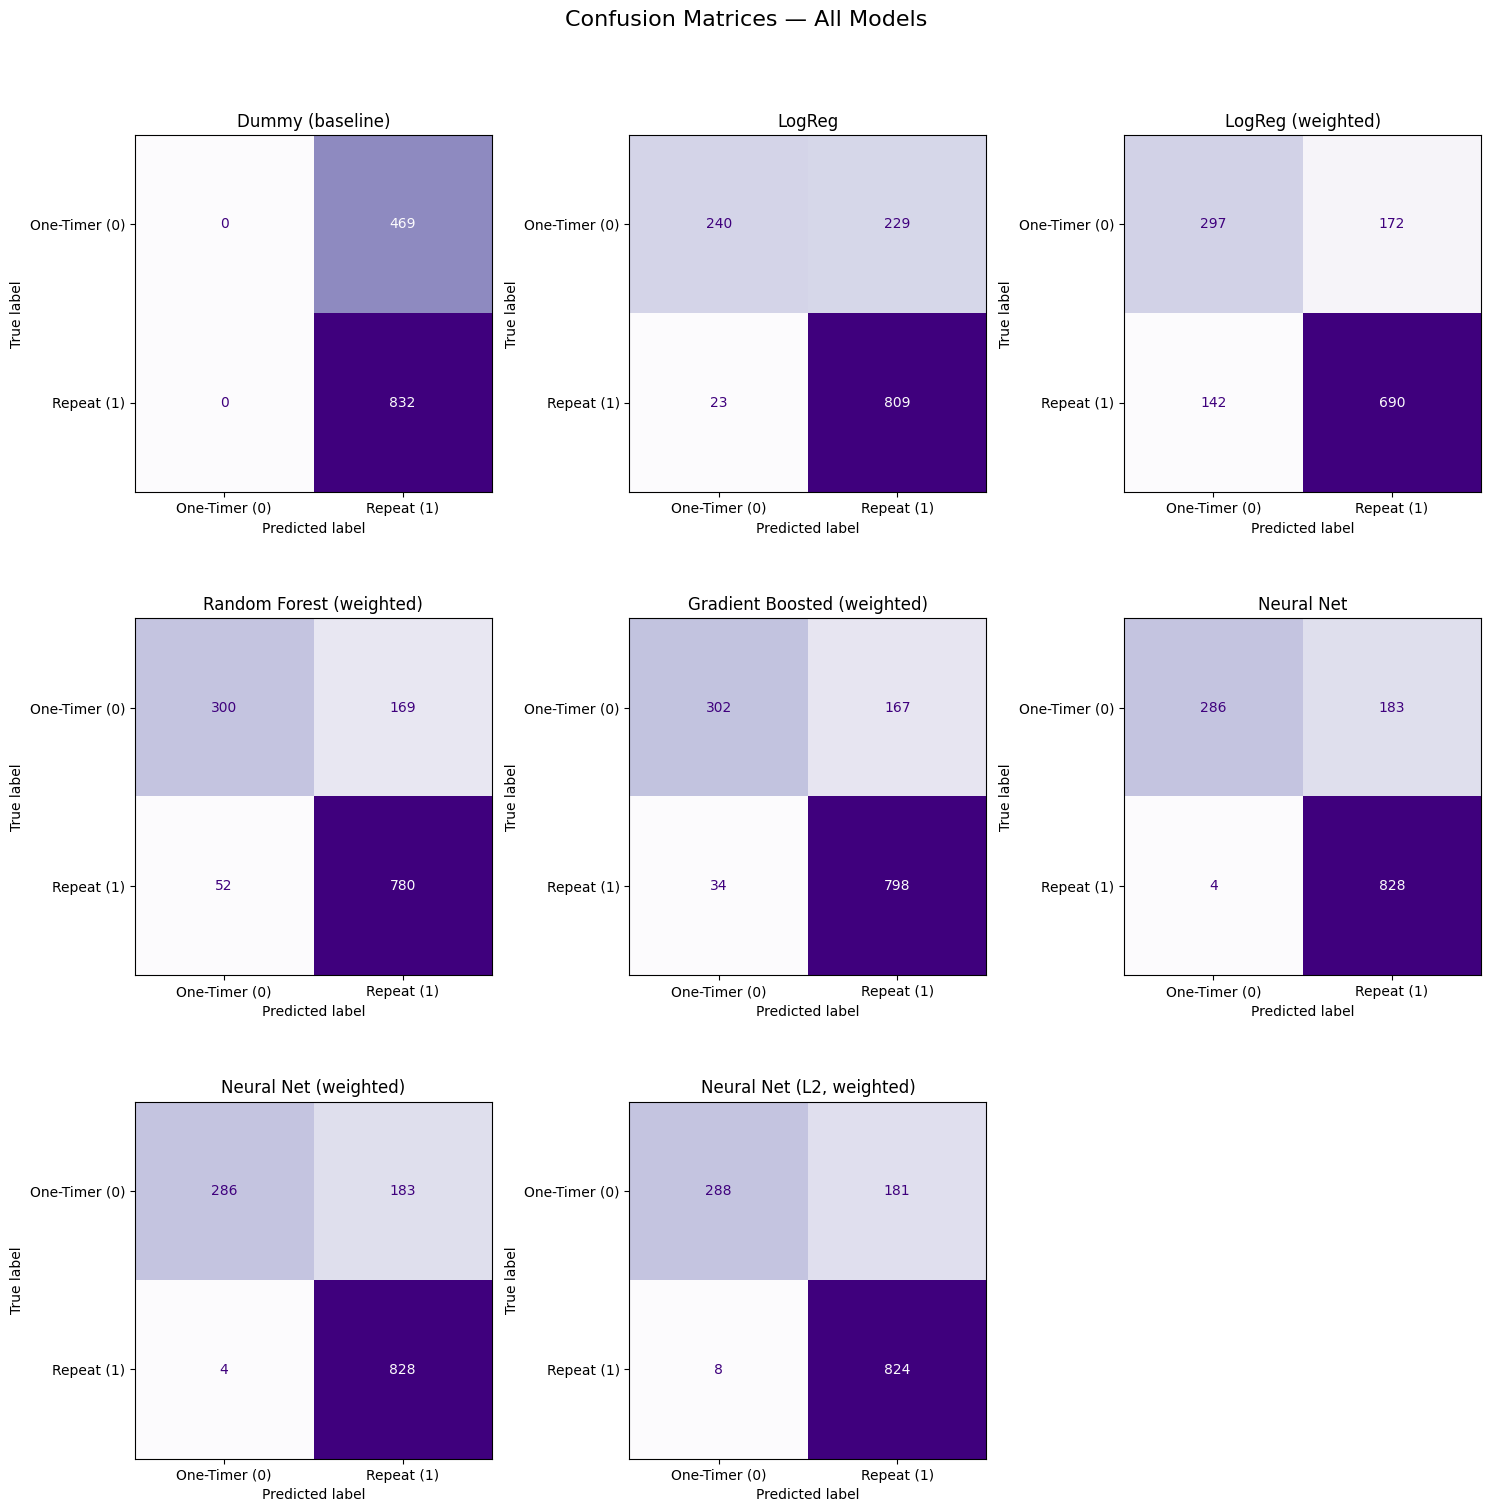 Confusion Matrices — All Models
Dummy (baseline)
True label
One-Timer (0)
0
469
Repeat (1)
0
832
One-Timer (0)
Repeat (1)
Predicted label
LogReg
True label
One-Timer (0)
240
229
Repeat (1)
23
809
One-Timer (0)
Repeat (1)
Predicted label
LogReg (weighted)
True label
One-Timer (0)
297
172
Repeat (1)
142
690
One-Timer (0)
Repeat (1)
Predicted label
Random Forest (weighted)
True label
One-Timer (0)
300
169
Repeat (1)
52
780
One-Timer (0)
Repeat (1)
Predicted label
Gradient Boosted (weighted)
True label
One-Timer (0)
302
167
Repeat (1)
34
798
One-Timer (0)
Repeat (1)
Predicted label
Neural Net
True label
One-Timer (0)
286
183
Repeat (1)
4
828
One-Timer (0)
Repeat (1)
Predicted label
Neural Net (weighted)
True label
One-Timer (0)
286
183
Repeat (1)
4
828
One-Timer (0)
Repeat (1)
Predicted label
Neural Net (L2, weighted)
True label
One-Timer (0)
288
181
Repeat (1)
8
824
One-Timer (0)
Repeat (1)
Predicted label